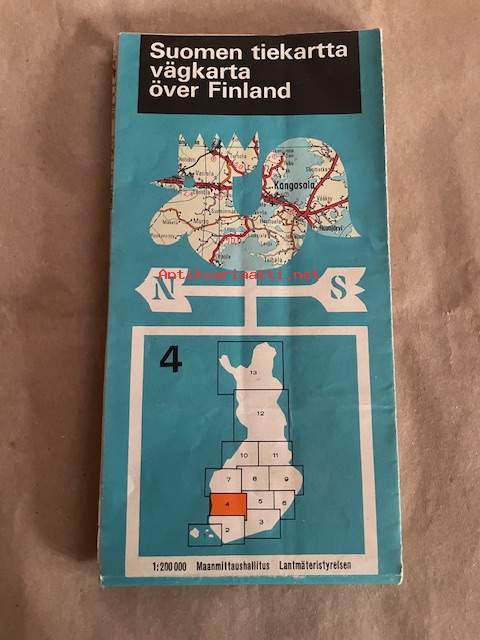 Suomen tiekartta
vägkarta
över Finland
Kangasala
Antikvariaatti.net
N
S
4
13
12
10
11
7
8
9
4
5
6
2
3
1:200 000 Maanmittaushallitus Lantmäteristyrelsen